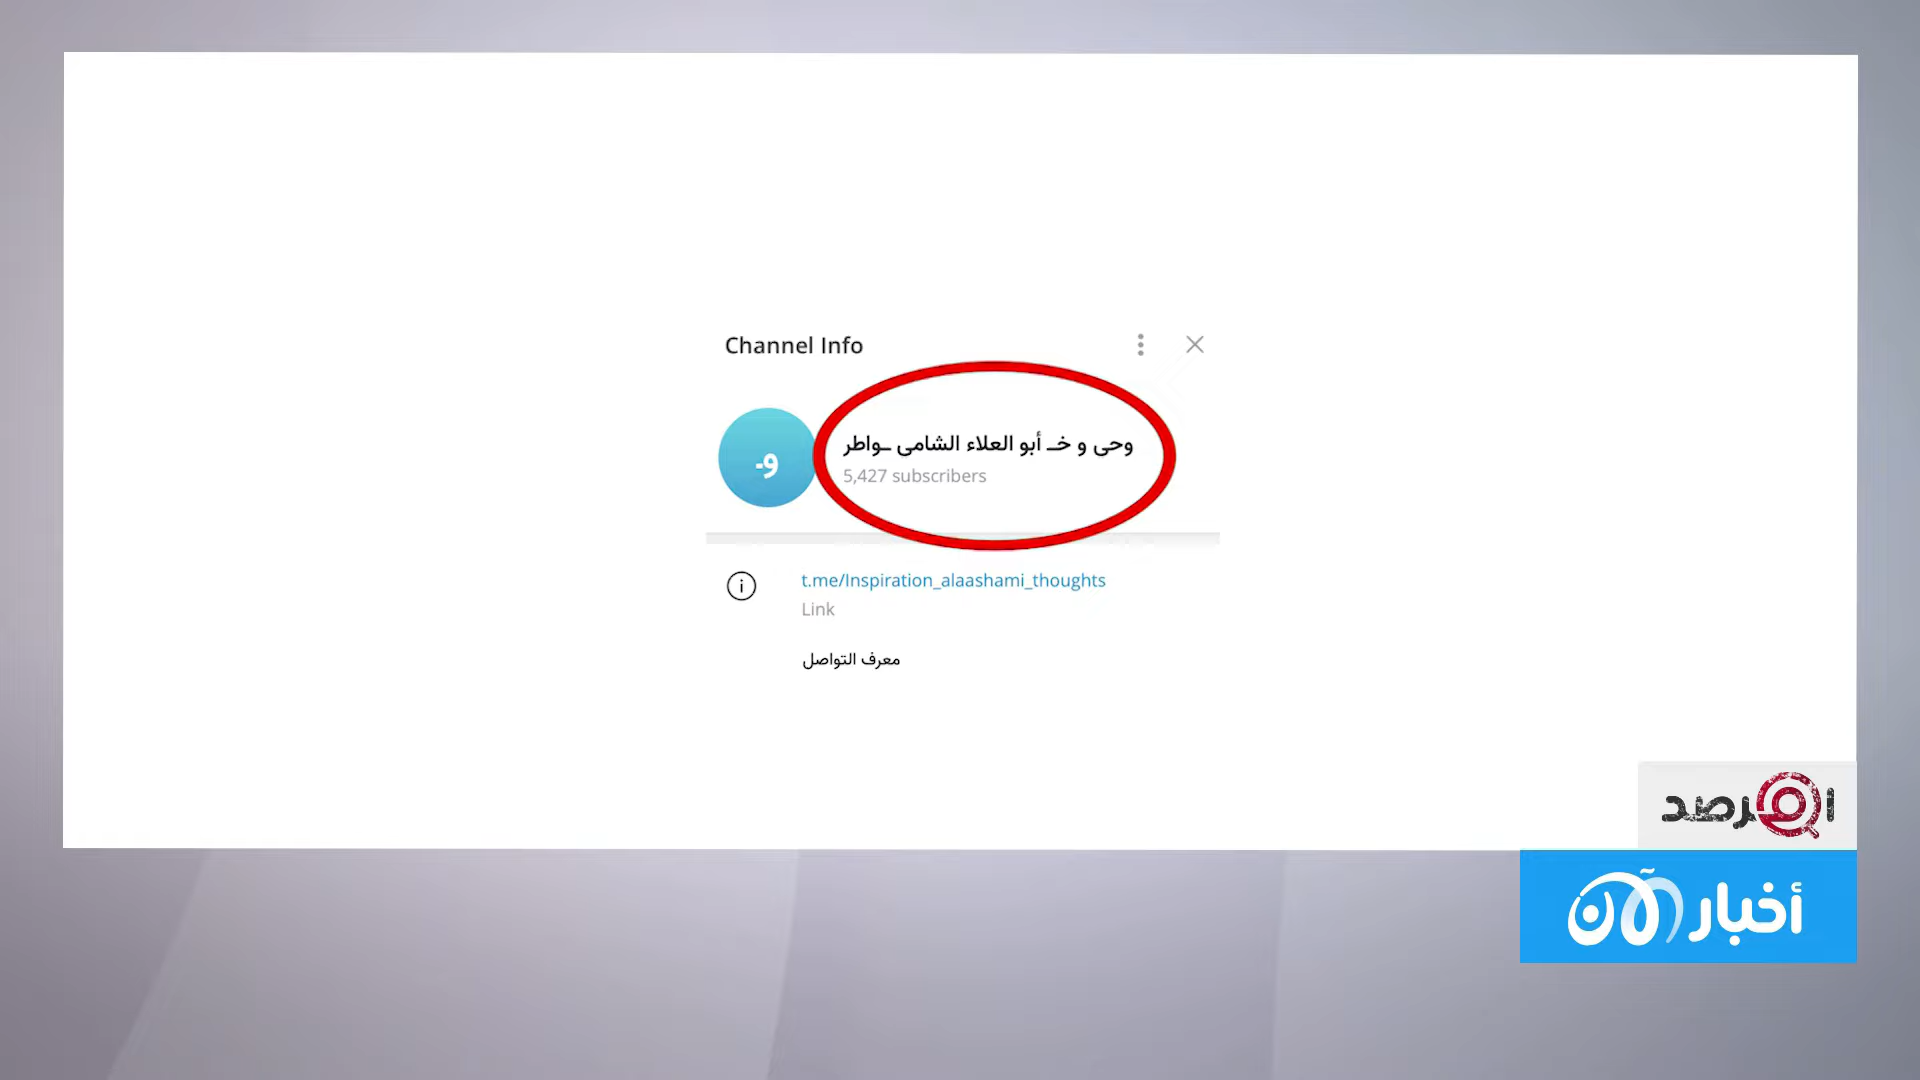 Channel Info
وحى و خـ أبو العلاء الشامى ـواطر
5,427 subscribers
و-
t.me/Inspiration_alaashami_thoughts
Link
معرف التواصل
المرصد
أخبار الآن